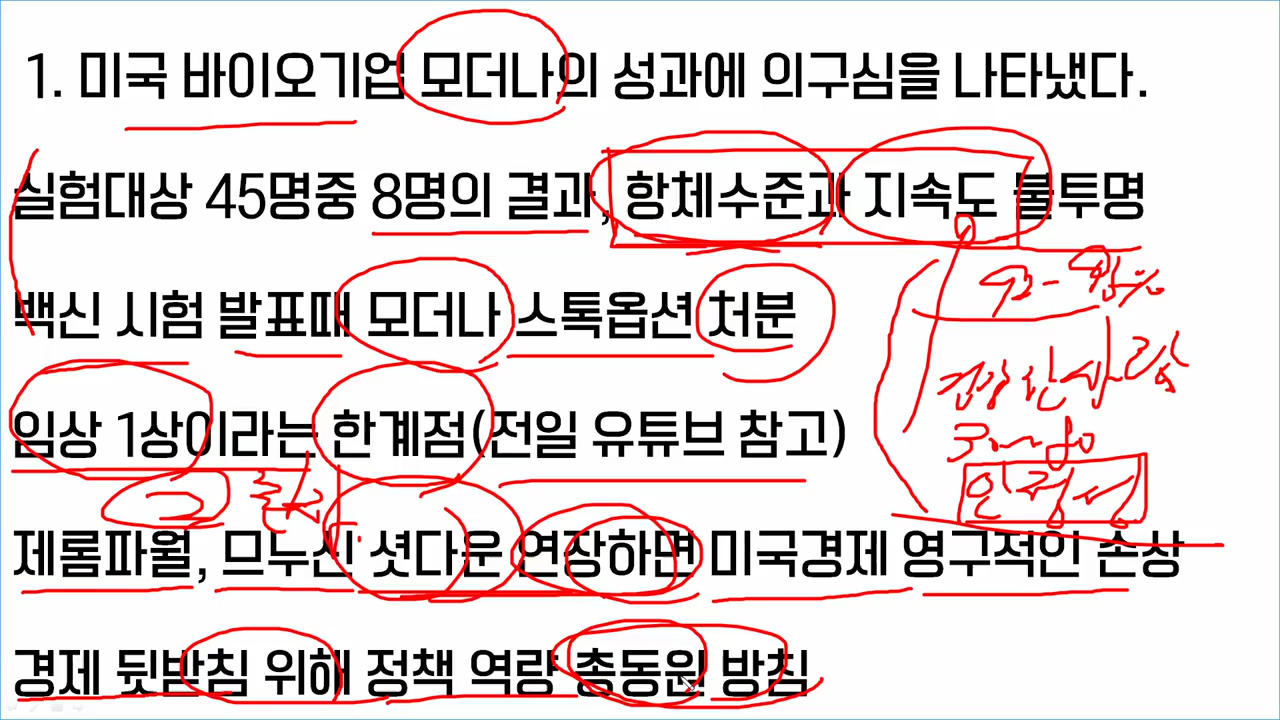 1. 미국 바이오기업 모더나의 성과에 의구심을 나타냈다.
실험대상 45명중 8명의 결과, 항체수준과 지속도 불투명
백신 시험 발표때 모더나 스톡옵션 처분
임상 1상이라는 한계점(전일 유튜브 참고)
제롬파월, 므누신 셧다운 연장하면 미국경제 영구적인 손상
경제 뒷받침 위해 정책 역량 총동원 방침
안정성